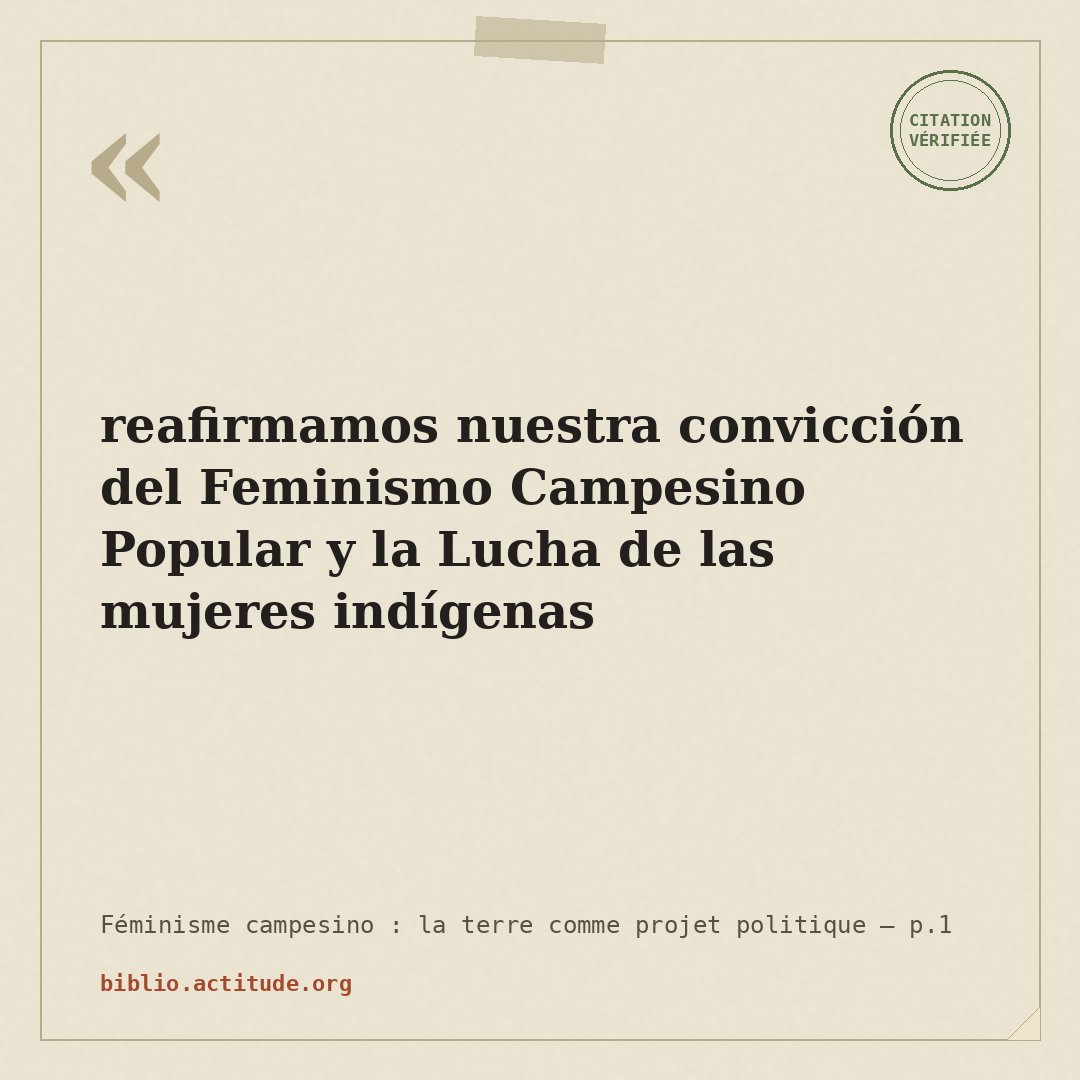 «
CITATION
VÉRIFIÉE
reafirmamos nuestra convicción
del Feminismo Campesino
Popular y la Lucha de las
mujeres indígenas
Féminisme campesino : la terre comme projet politique — p.1
biblio.actitude.org